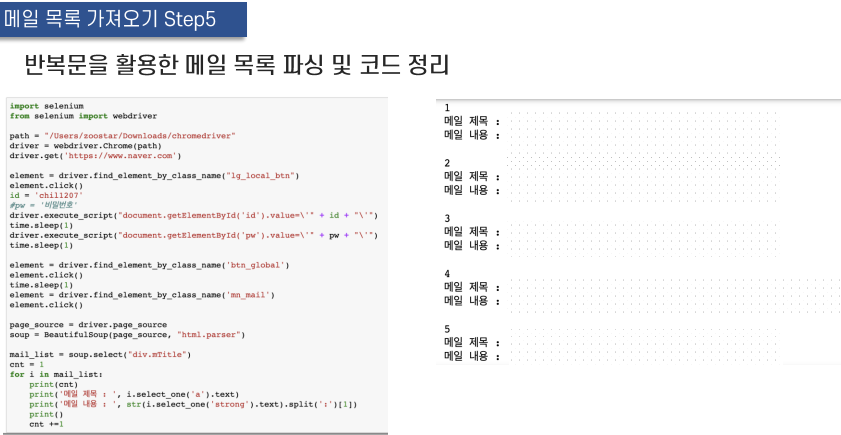 메일 목록 가져오기 Step5
반복문을 활용한 메일 목록 파싱 및 코드 정리
import selenium
from selenium import webdriver
path = "/Users/zoostar/Downloads/chromedriver"
driver = webdriver.Chrome(path)
driver.get('https://www.naver.com')
element = driver.find_element_by_class_name("lg_local_btn")
element.click()
id = 'chill1207'
#pw = '비밀번호'
driver.execute_script("document.getElementById('id').value=\'" + id + "\'")
time.sleep(1)
driver.execute_script("document.getElementById('pw').value=\'" + pw + "\'")
time.sleep(1)
element = driver.find_element_by_class_name('btn_global')
element.click()
time.sleep(1)
element = driver.find_element_by_class_name('mn_mail')
element.click()
page_source = driver.page_source
soup = BeautifulSoup(page_source, "html.parser")
mail_list = soup.select("div.mTitle")
cnt = 1
for i in mail_list:
    print(cnt)
    print('메일 제목 : ', i.select_one('a').text)
    print('메일 내용 : ', str(i.select_one('strong').text).split(':')[1])
    print()
    cnt +=1
1
메일 제목 :
메일 내용 :
2
메일 제목 :
메일 내용 :
3
메일 제목 :
메일 내용 :
4
메일 제목 :
메일 내용 :
5
메일 제목 :
메일 내용 :